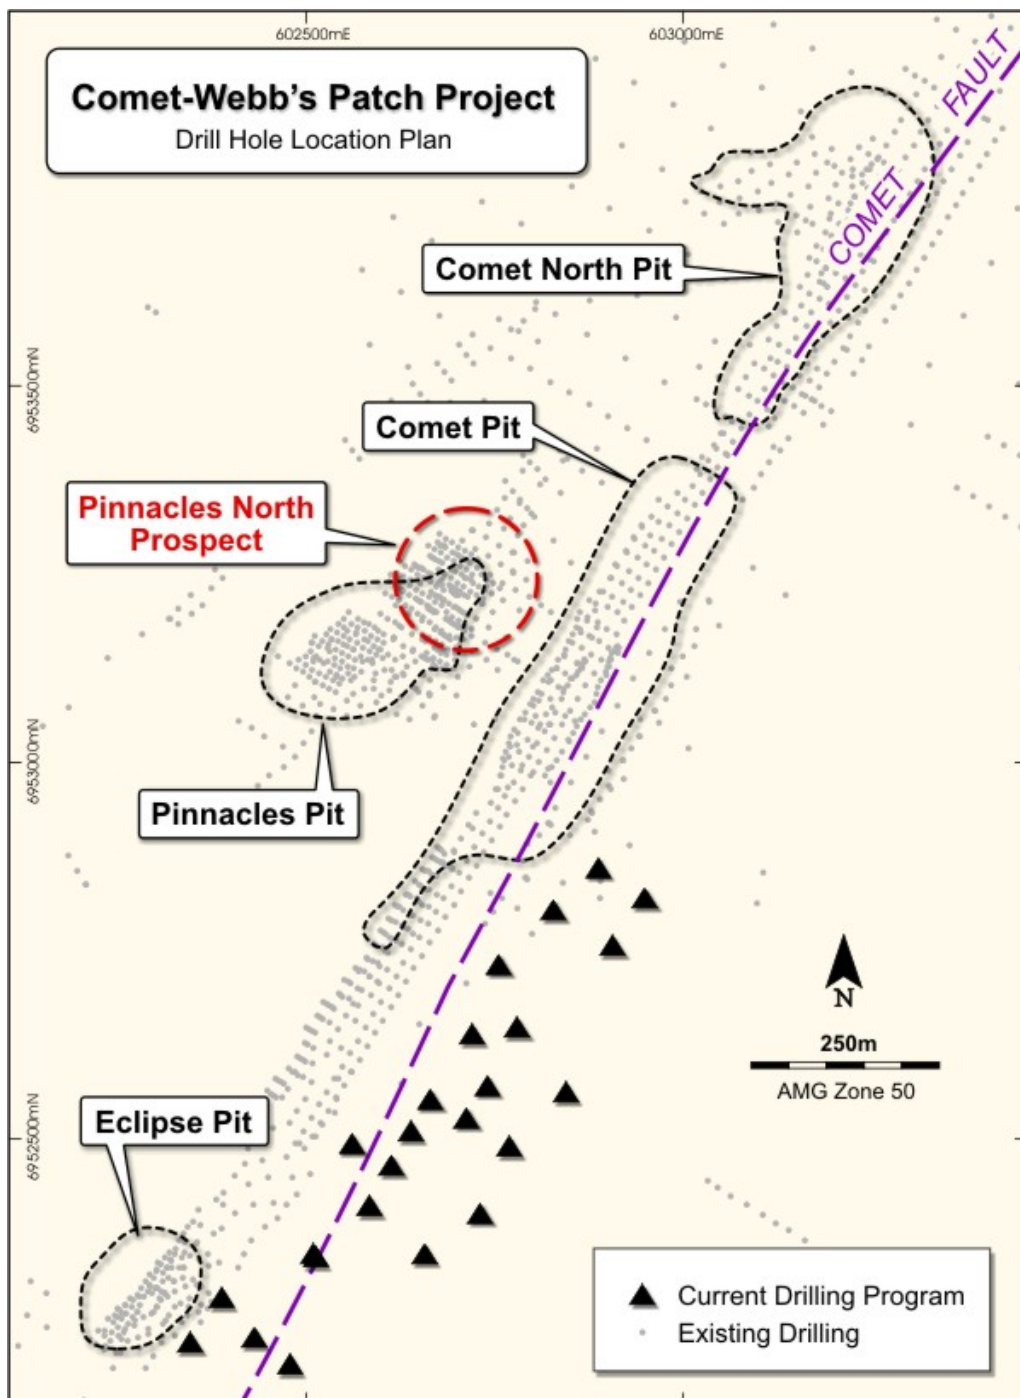 602500mE
603000mE
Comet-Webb's Patch Project
Drill Hole Location Plan
FAULT
COMET
Comet North Pit
6953500mN
Comet Pit
Pinnacles North
Prospect
6953000mN
Pinnacles Pit
N
250m
AMG Zone 50
6952500mN
Eclipse Pit
Current Drilling Program
Existing Drilling